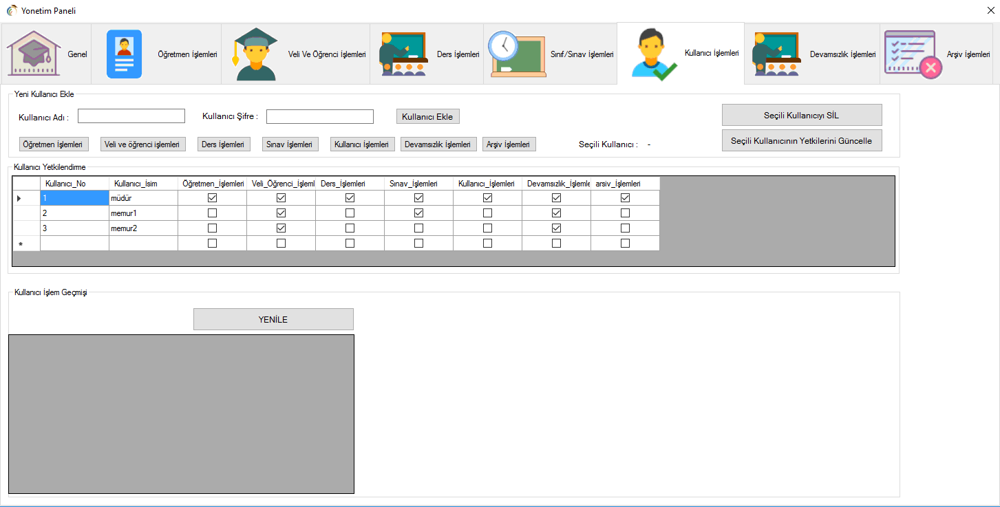 Yonetim Paneli
Genel Öğretmen İşlemleri Veli Ve Öğrenci İşlemleri Ders İşlemleri Sınıf/Sınav İşlemleri Kullanıcı İşlemleri Devamsızlık İşlemleri Arşiv İşlemleri
Yeni Kullanıcı Ekle
Kullanıcı Adı : Kullanıcı Şifre : Kullanıcı Ekle Seçili Kullanıcıyı SİL
Öğretmen İşlemleri Veli ve öğrenci işlemleri Ders İşlemleri Sınav İşlemleri Kullanıcı İşlemleri Devamsızlık İşlemleri Arşiv İşlemleri Seçili Kullanıcı : - Seçili Kullanıcının Yetkilerini Güncelle
Kullanıcı Yetkilendirme
Kullanıcı_No Kullanıcı_İsim Öğretmen_İşlemleri Veli_Öğrenci_İşleml Ders_İşlemleri Sınav_İşlemleri Kullanıcı_İşlemleri Devamsızlık_İşlemle arsiv_İşlemleri
1 müdür
2 memur1
3 memur2
*
Kullanıcı İşlem Geçmişi
YENİLE